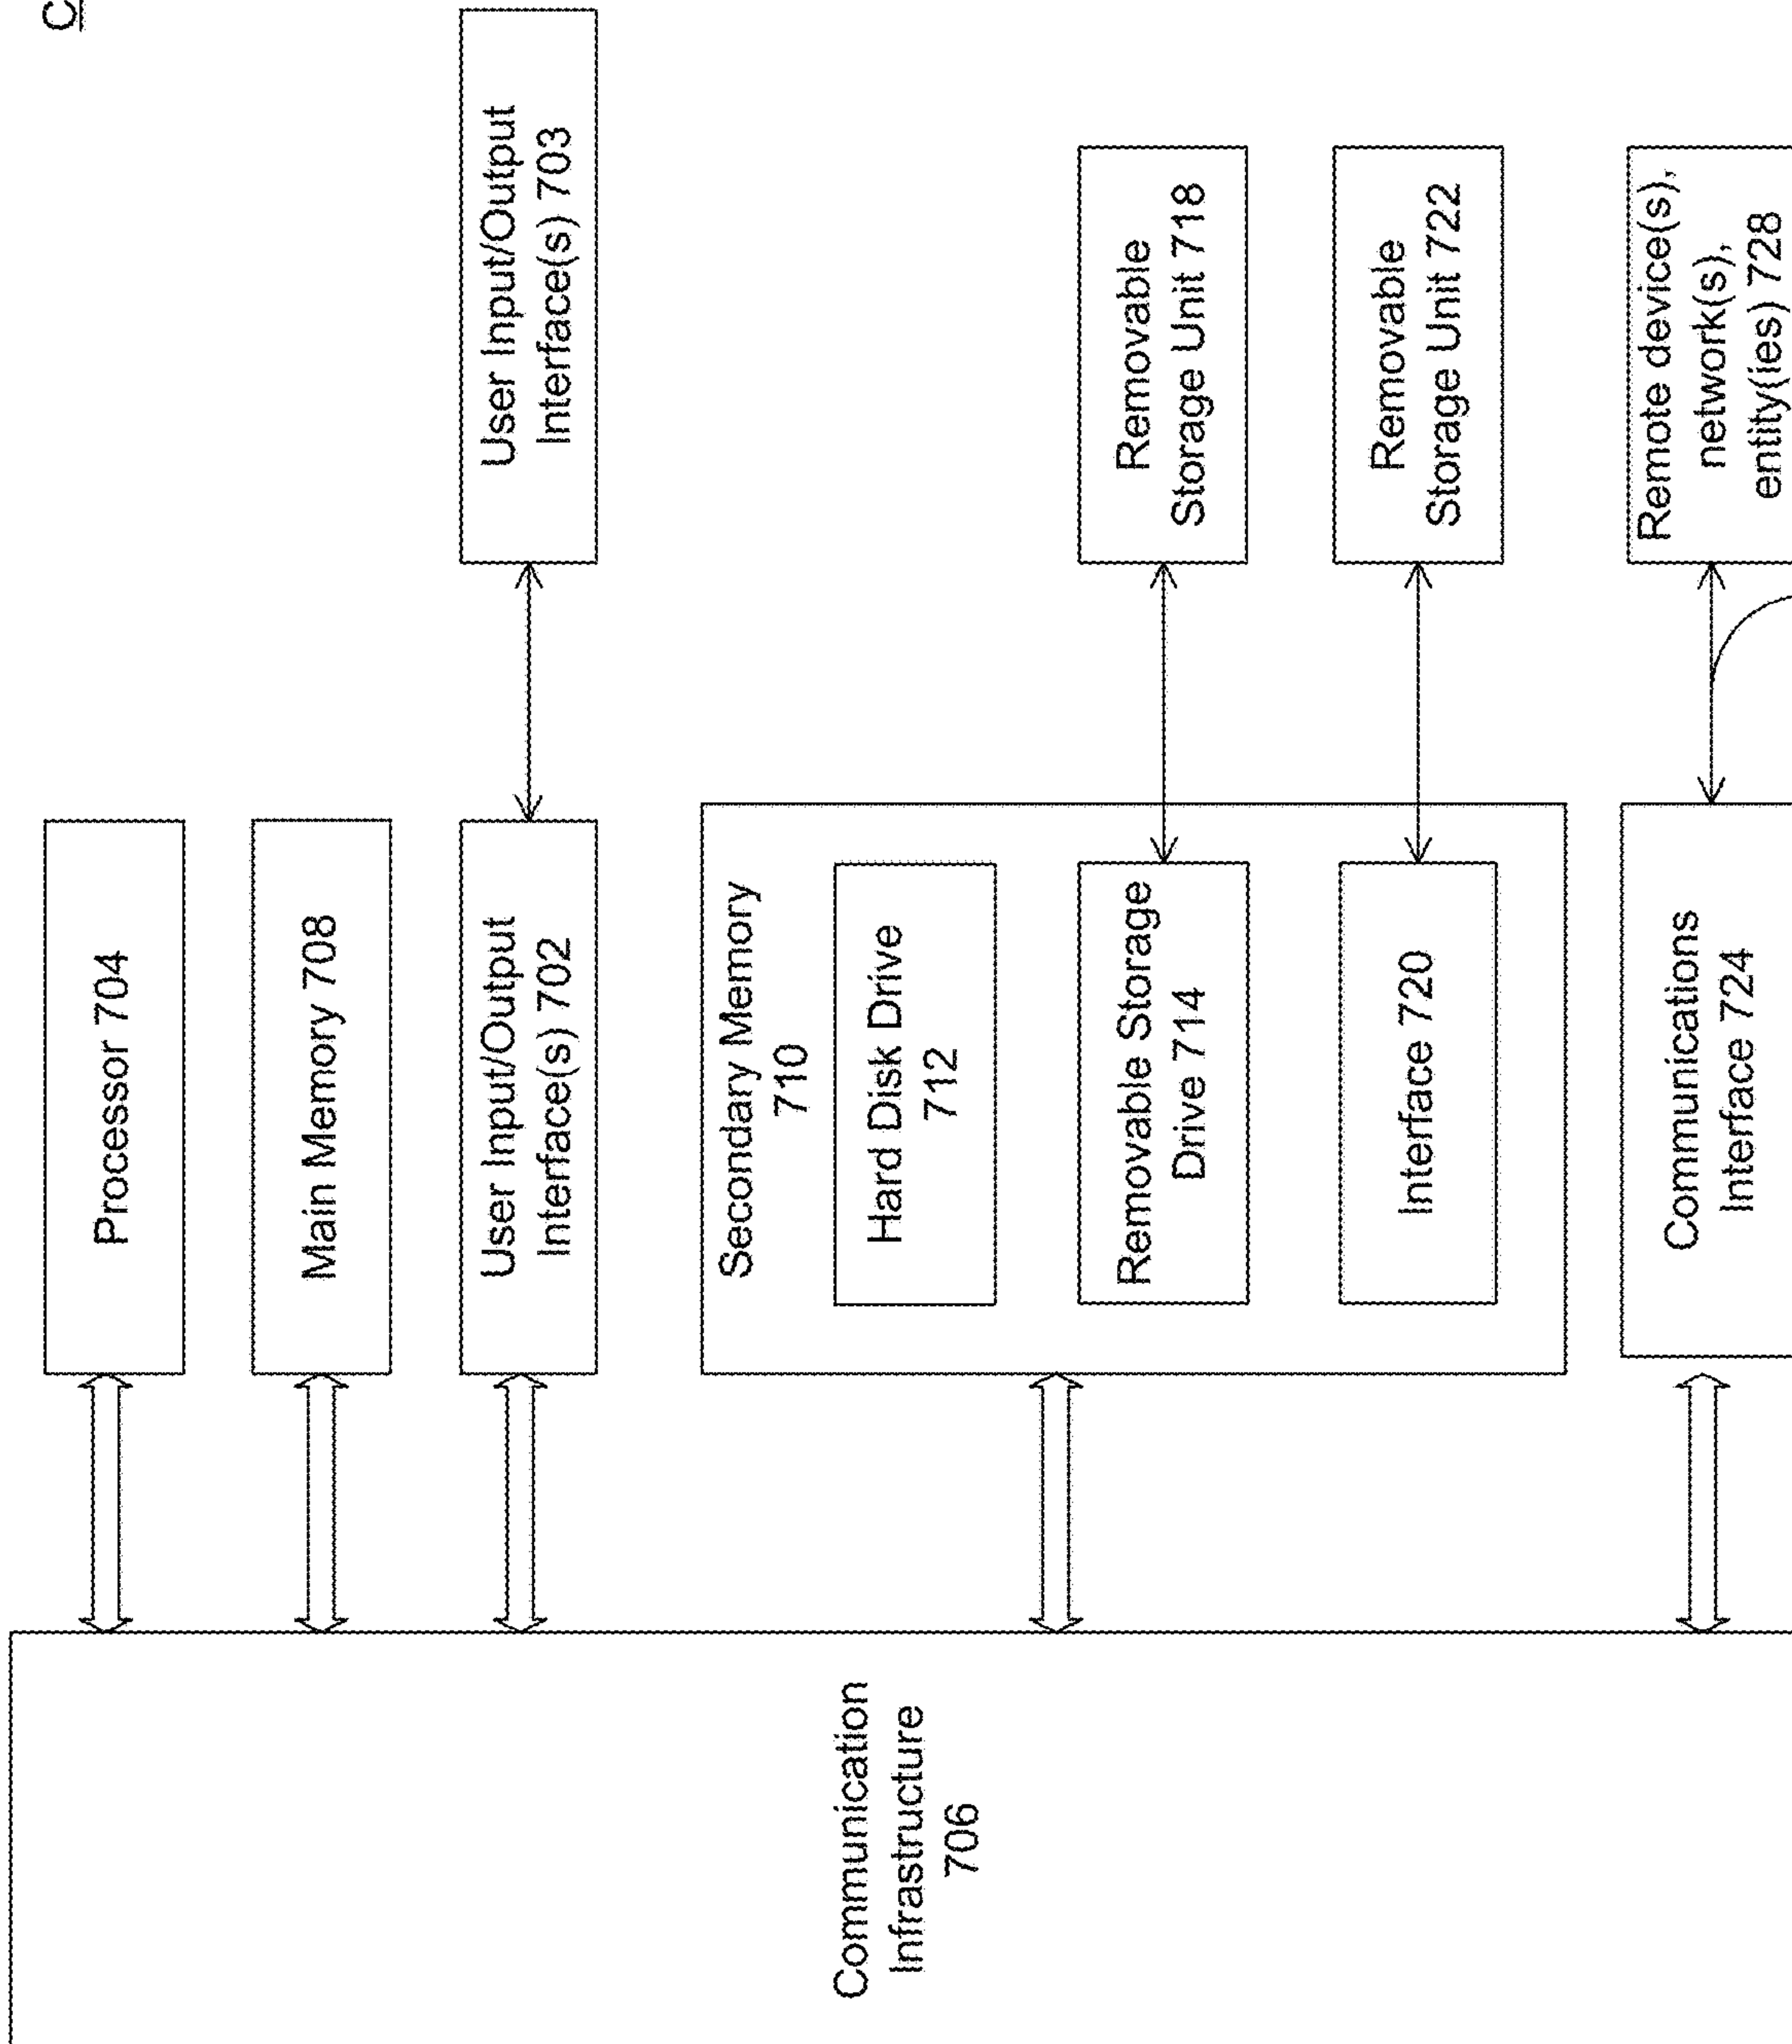 C
Processor 704
Main Memory 708
User Input/Output
Interface(s) 702
User Input/Output
Interface(s) 703
Secondary Memory
710
Hard Disk Drive
712
Removable Storage
Drive 714
Removable
Storage Unit 718
Interface 720
Removable
Storage Unit 722
Communications
Interface 724
Remote device(s),
network(s),
entity(ies) 728
Communication
Infrastructure
706